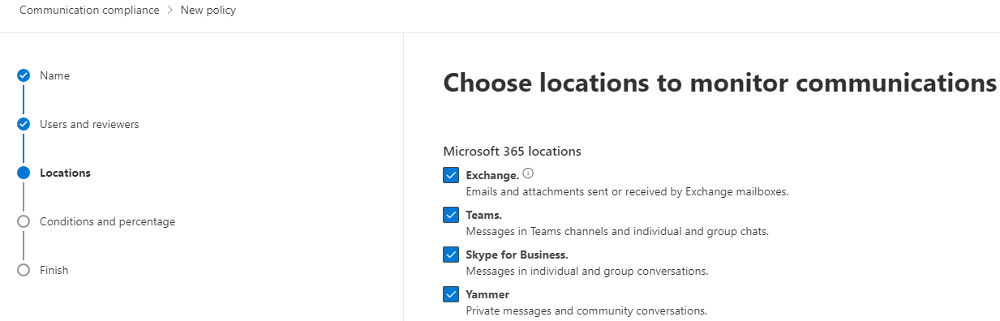 Communication compliance > New policy
Name
Users and reviewers
Locations
Conditions and percentage
Finish
Choose locations to monitor communications
Microsoft 365 locations
Exchange.
Emails and attachments sent or received by Exchange mailboxes.
Teams.
Messages in Teams channels and individual and group chats.
Skype for Business.
Messages in individual and group conversations.
Yammer
Private messages and community conversations.